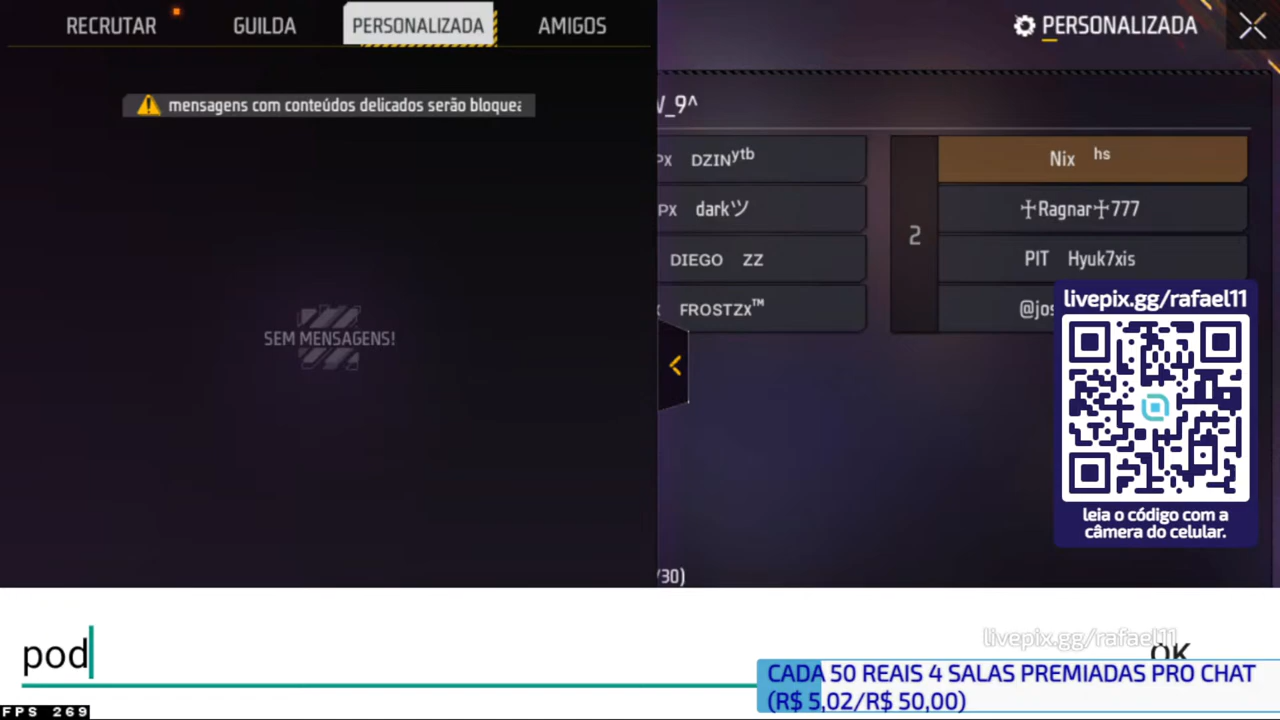 RECRUTAR
GUILDA
PERSONALIZADA
AMIGOS
PERSONALIZADA
mensagens com conteúdos delicados serão
_9^
DZINytb
Nix hs
darkツ
☩Ragnar☩777
2
DIEGO ZZ
PIT Hyuk7xis
FROSTZx™
@jos
livepix.gg/rafael11
SEM MENSAGENS!
leia o código com a
câmera do celular.
/30)
pod
livepix.gg/rafael11
OK
CADA 50 REAIS 4 SALAS PREMIADAS PRO CHAT
(R$ 5,02/R$ 50,00)
FPS 269